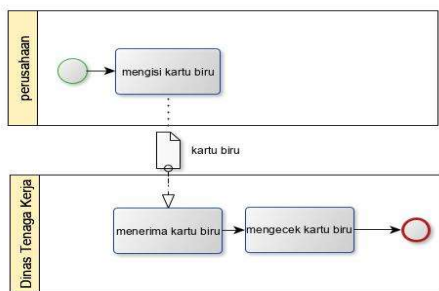 perusahaan
mengisi kartu biru
kartu biru
Dinas Tenaga Kerja
menerima kartu biru
mengecek kartu biru